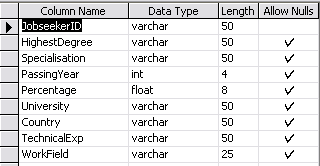 Column Name Data Type Length Allow Nulls
JobseekerID varchar 50
HighestDegree varchar 50 ✓
Specialisation varchar 50 ✓
PassingYear int 4 ✓
Percentage float 8 ✓
University varchar 50 ✓
Country varchar 50 ✓
TechnicalExp varchar 50 ✓
WorkField varchar 25 ✓